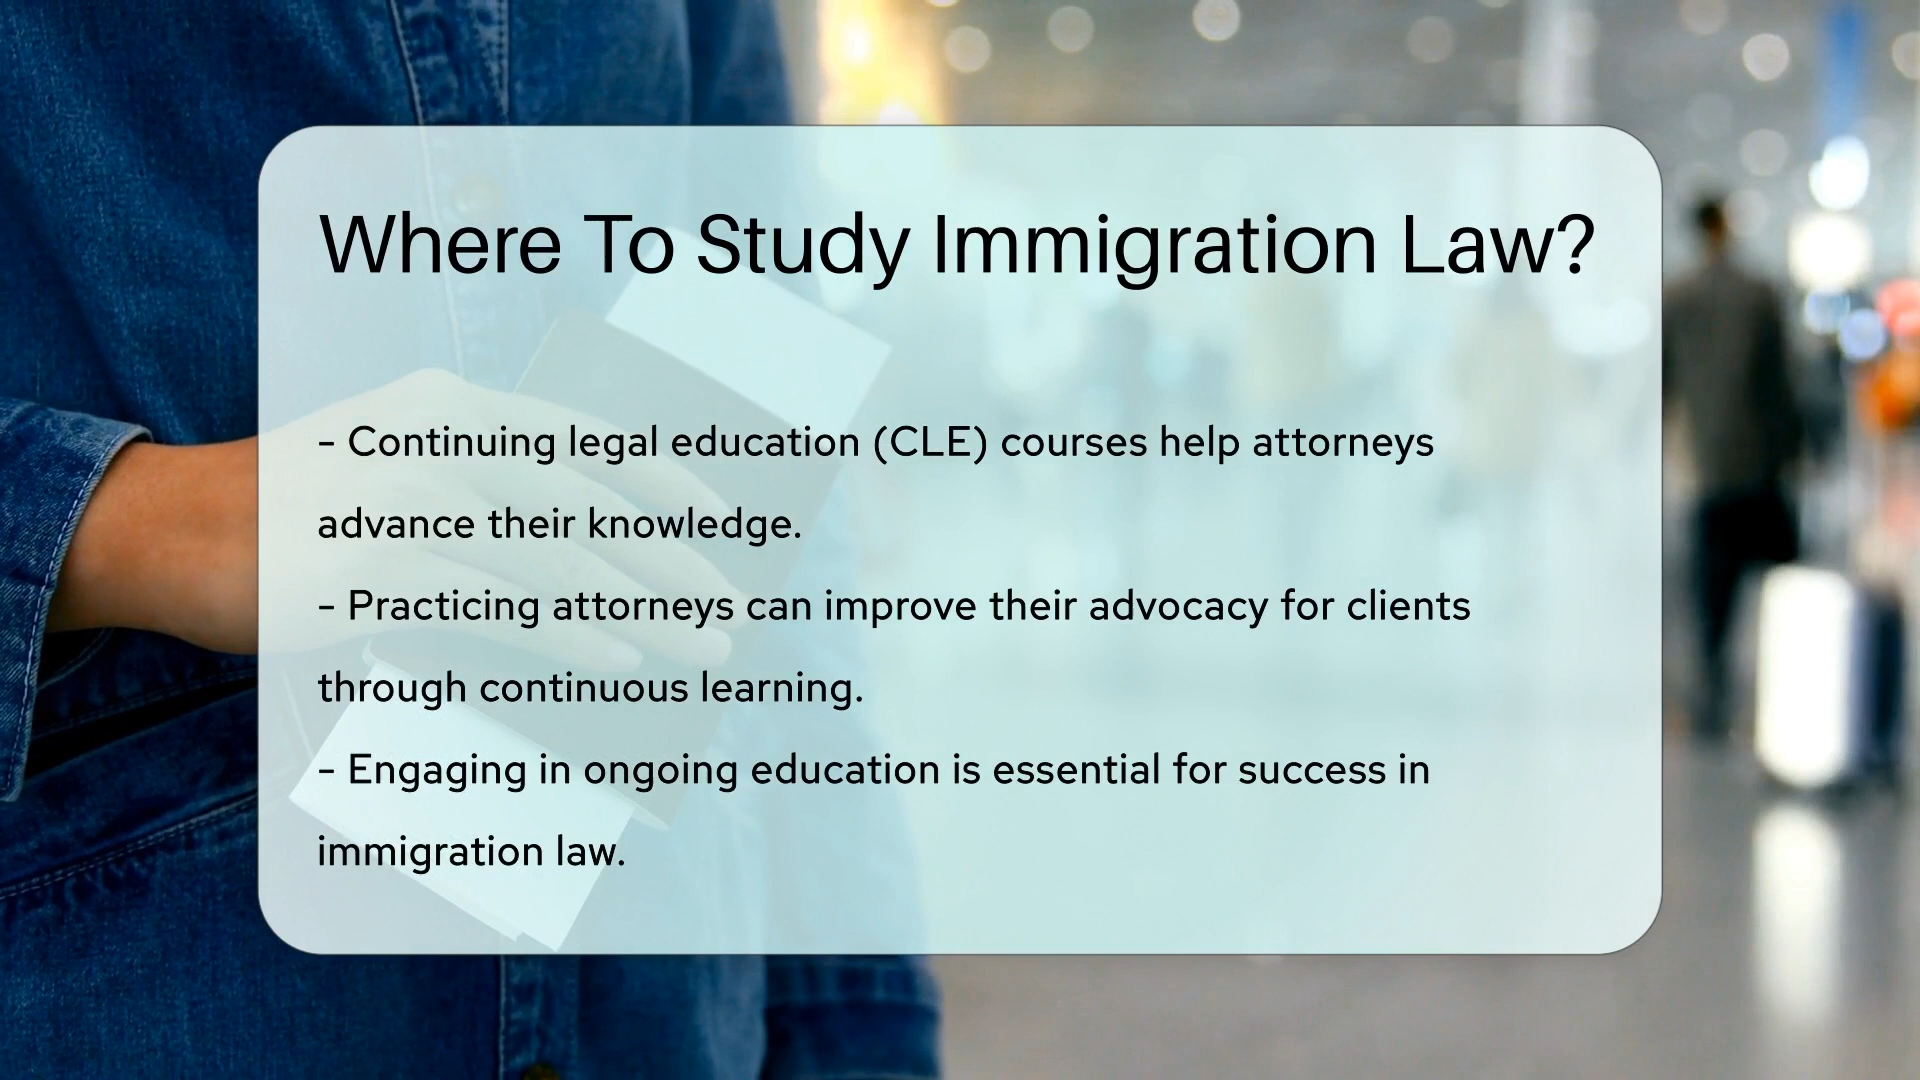 Where To Study Immigration Law?
- Continuing legal education (CLE) courses help attorneys
advance their knowledge.
- Practicing attorneys can improve their advocacy for clients
through continuous learning.
- Engaging in ongoing education is essential for success in
immigration law.